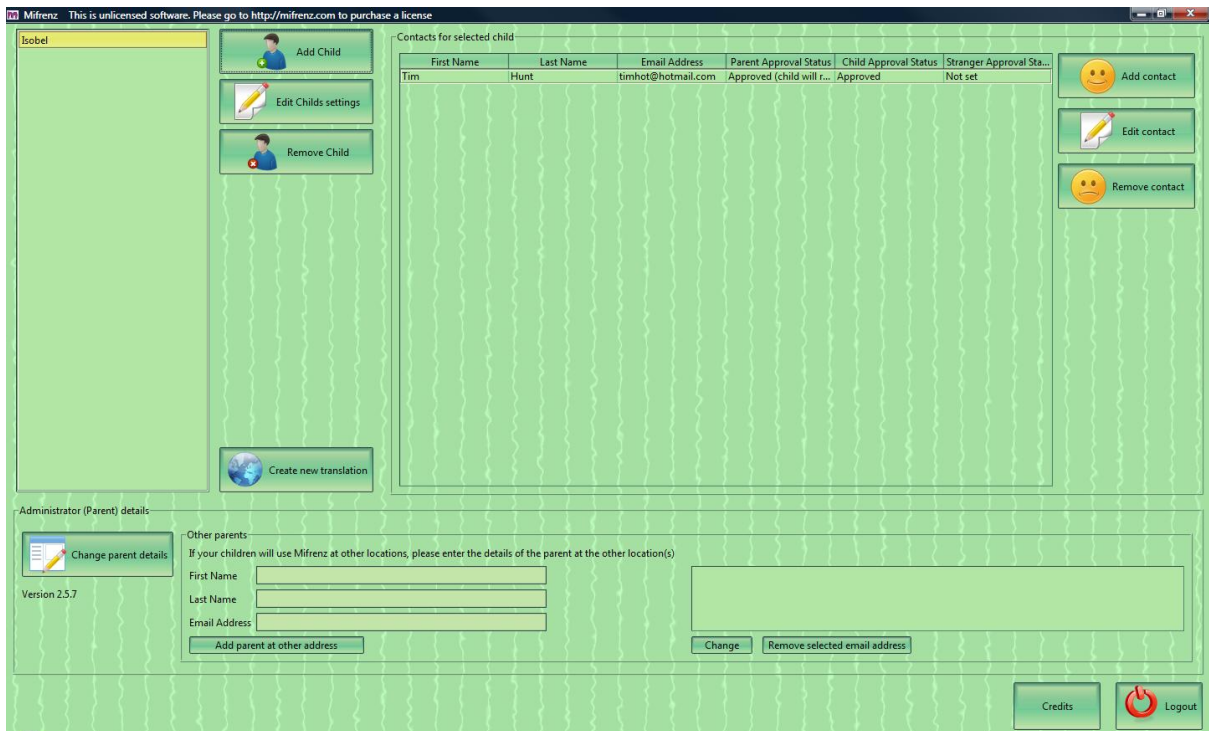 Mifrenz This is unlicensed software. Please go to http://mifrenz.com to purchase a license
Isobel
Add Child
Edit Childs settings
Remove Child
Create new translation
Contacts for selected child
First Name Last Name Email Address Parent Approval Status Child Approval Status Stranger Approval Sta...
Tim Hunt timhot@hotmail.com Approved (child will r... Approved Not set
Add contact
Edit contact
Remove contact
Administrator (Parent) details
Change parent details
Version 2.5.7
Other parents
If your children will use Mifrenz at other locations, please enter the details of the parent at the other location(s)
First Name
Last Name
Email Address
Add parent at other address
Change
Remove selected email address
Credits
Logout